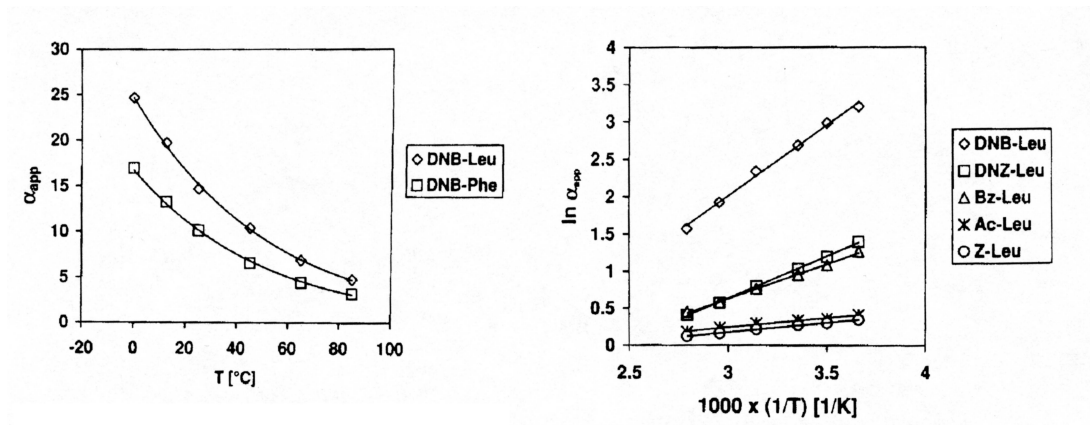 30
25
20
15
10
5
0
-20 0 20 40 60 80 100
T [°C]
αapp
DNB-Leu
DNB-Phe
4
3.5
3
2.5
2
1.5
1
0.5
0
2.5 3 3.5 4
1000 x (1/T) [1/K]
ln αapp
DNB-Leu
DNZ-Leu
Bz-Leu
Ac-Leu
Z-Leu